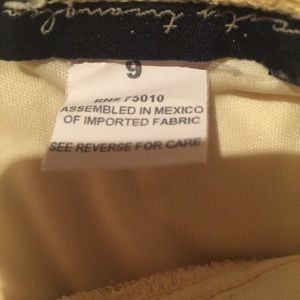 9
RN# 75010
ASSEMBLED IN MEXICO
OF IMPORTED FABRIC
SEE REVERSE FOR CARE